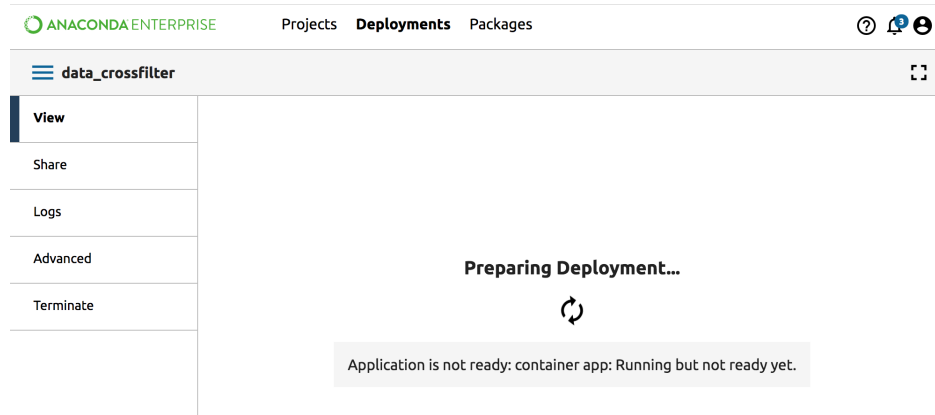 ANACONDA ENTERPRISE Projects Deployments Packages 3
data_crossfilter
View
Share
Logs
Advanced
Terminate
Preparing Deployment...
Application is not ready: container app: Running but not ready yet.